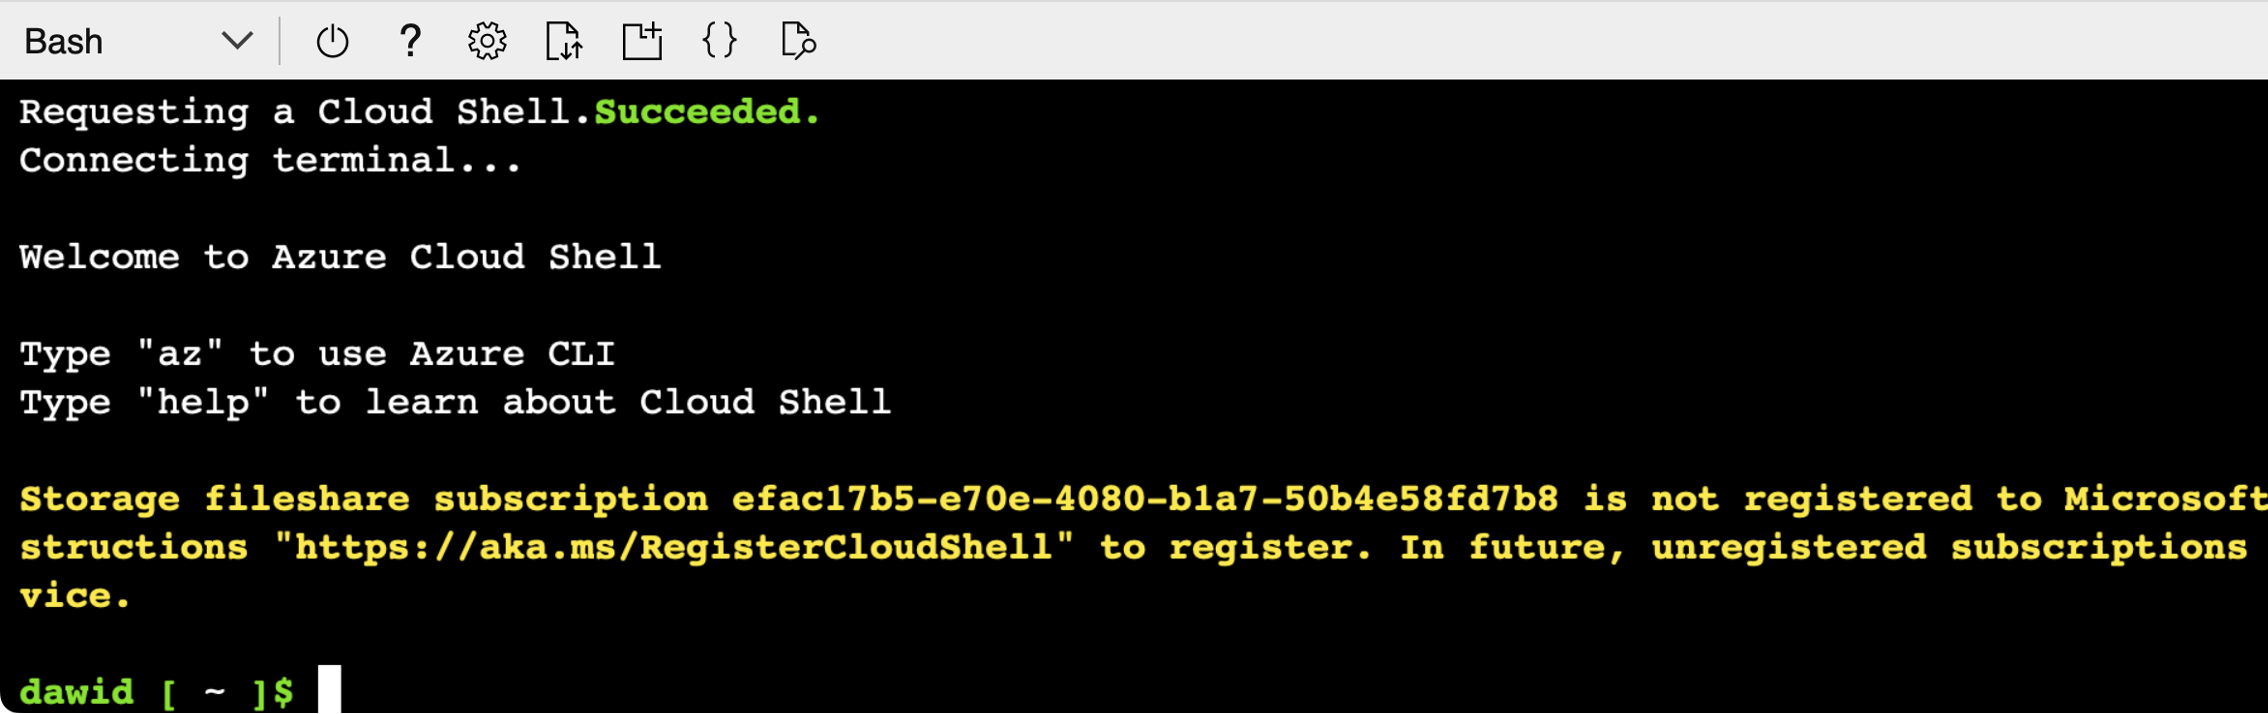 Bash
Requesting a Cloud Shell.Succeeded.
Connecting terminal...
Welcome to Azure Cloud Shell
Type "az" to use Azure CLI
Type "help" to learn about Cloud Shell
Storage fileshare subscription efac17b5-e70e-4080-b1a7-50b4e58fd7b8 is not registered to Microsoft
structions "https://aka.ms/RegisterCloudShell" to register. In future, unregistered subscriptions
vice.
dawid [ ~ ]$